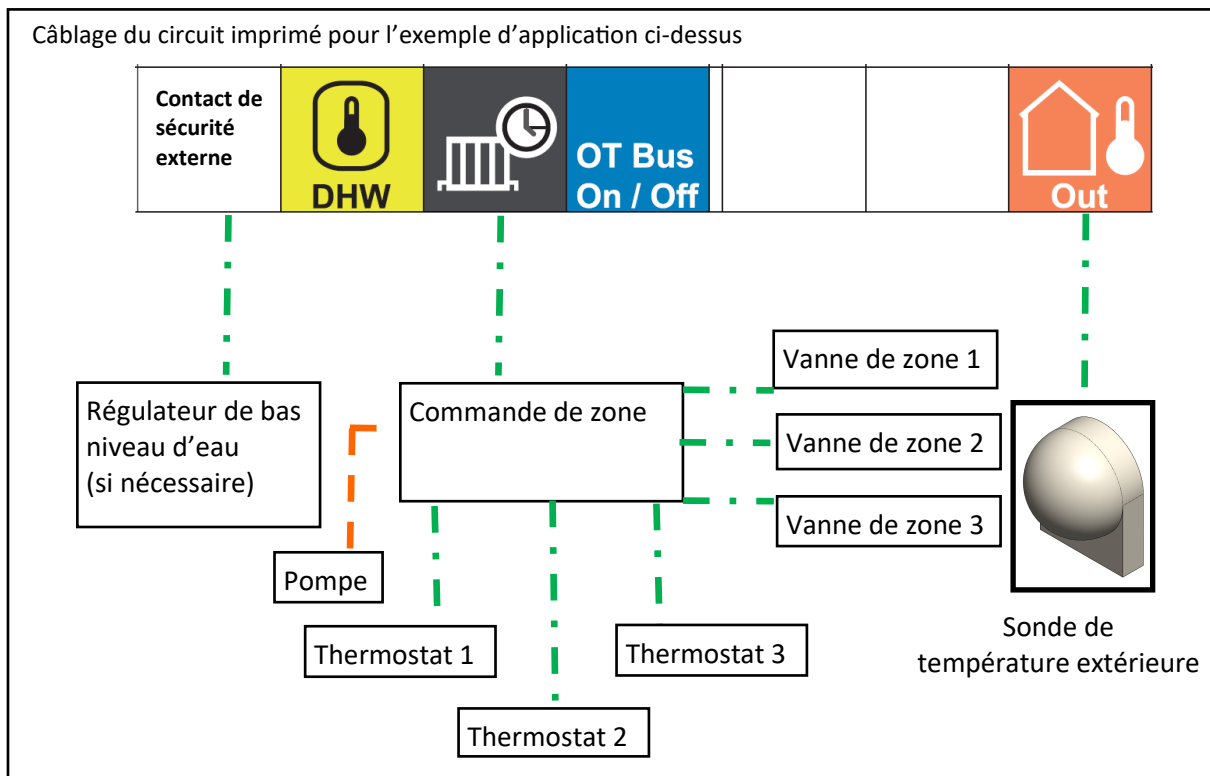 Câblage du circuit imprimé pour l’exemple d’application ci-dessus
Contact de
sécurité
externe
DHW
OT Bus
On / Off
Out
Régulateur de bas
niveau d’eau
(si nécessaire)
Commande de zone
Vanne de zone 1
Vanne de zone 2
Vanne de zone 3
Pompe
Thermostat 1
Thermostat 2
Thermostat 3
Sonde de
température extérieure